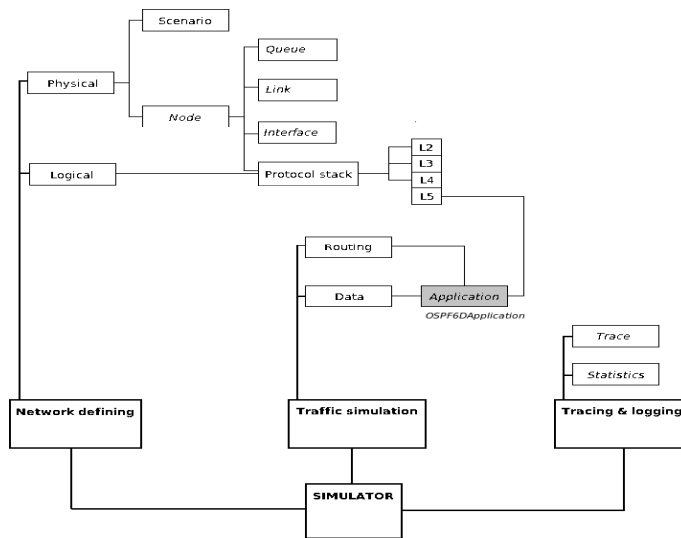 Scenario
Queue
Physical
Link
Node
Interface
L2
L3
Logical
Protocol stack
L4
L5
Routing
Data
Application
OSPF6DApplication
Trace
Statistics
Network defining
Traffic simulation
Tracing & logging
SIMULATOR